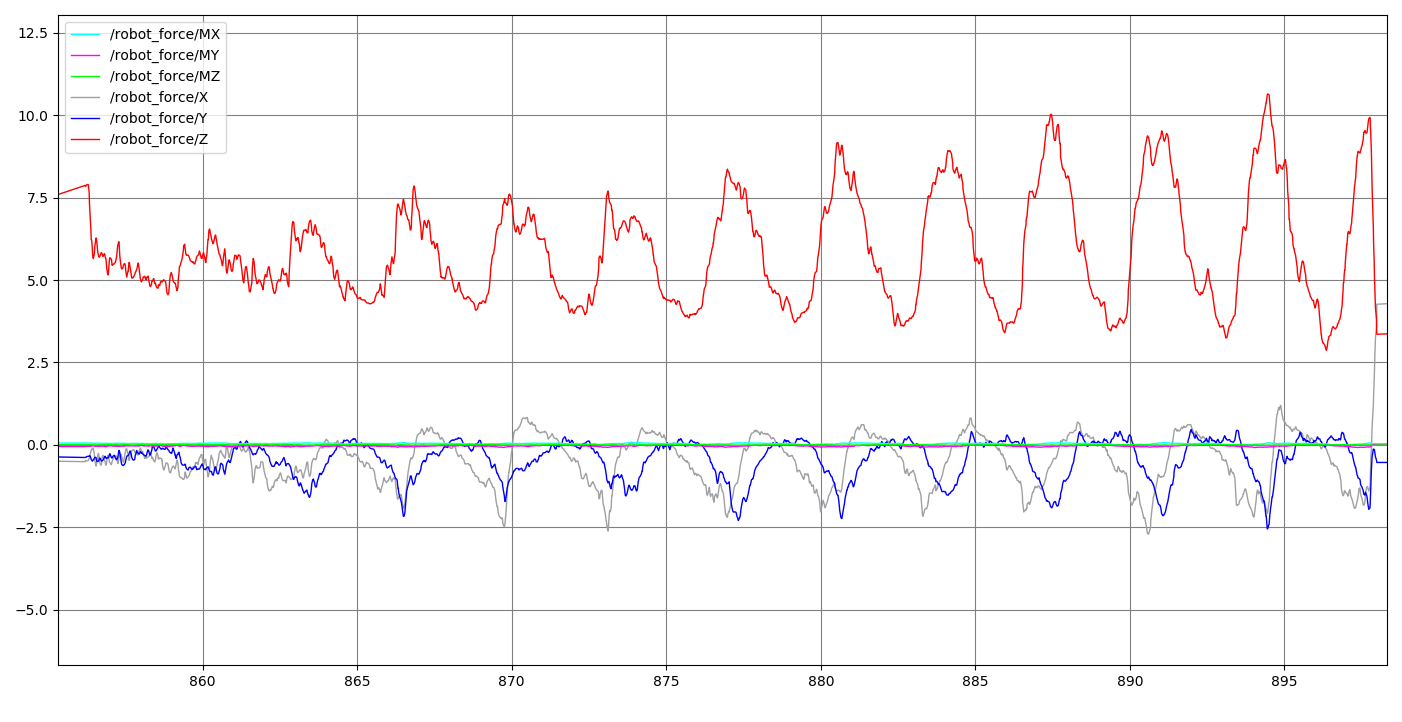 12.5
10.0
7.5
5.0
2.5
0.0
−2.5
−5.0
/robot_force/MX
/robot_force/MY
/robot_force/MZ
/robot_force/X
/robot_force/Y
/robot_force/Z
860 865 870 875 880 885 890 895